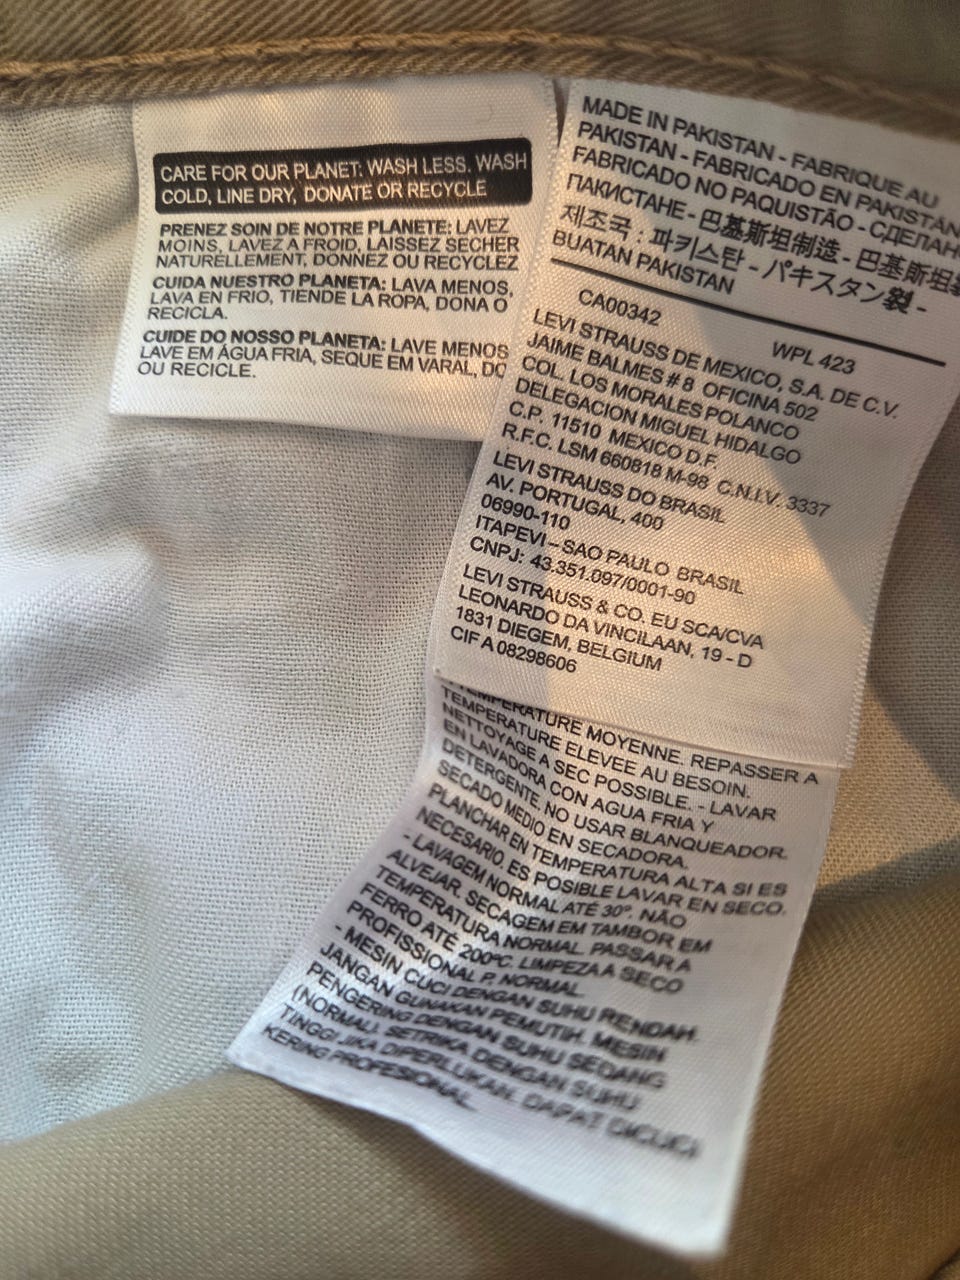 CARE FOR OUR PLANET: WASH LESS, WASH
COLD, LINE DRY, DONATE OR RECYCLE
PRENEZ SOIN DE NOTRE PLANETE: LAVEZ
MOINS, LAVEZ A FROID, LAISSEZ SECHER
NATURELLEMENT, DONNEZ OU RECYCLEZ
CUIDA NUESTRO PLANETA: LAVA MENOS,
LAVA EN FRIO, TIENDE LA ROPA, DONA O
RECICLA.
CUIDE DO NOSSO PLANETA: LAVE MENOS
LAVE EM ÁGUA FRIA, SEQUE EM VARAL, DO
OU RECICLE.
MADE IN PAKISTAN - FABRIQUE AU
PAKISTAN - FABRICADO EN PAKISTAN
FABRICADO NO PAQUISTÃO - СДЕЛАН
ПАКИСТАНЕ - 巴基斯坦制造 - 巴基斯坦
제조국 : 파키스탄 - パキスタン製 -
BUATAN PAKISTAN
CA00342 WPL 423
LEVI STRAUSS DE MEXICO, S.A. DE C.V.
JAIME BALMES # 8 OFICINA 502
COL. LOS MORALES POLANCO
DELEGACION MIGUEL HIDALGO
C.P. 11510 MEXICO D.F.
R.F.C. LSM 660818 M-98 C.N.I.V. 3337
LEVI STRAUSS DO BRASIL
AV. PORTUGAL, 400
06990-110
ITAPEVI – SAO PAULO BRASIL
CNPJ: 43.351.097/0001-90
LEVI STRAUSS & CO. EU SCA/CVA
LEONARDO DA VINCILAAN, 19 - D
1831 DIEGEM, BELGIUM
CIF A 08298606
TEMPERATURE MOYENNE. REPASSER A
TEMPERATURE ELEVEE AU BESOIN.
NETTOYAGE A SEC POSSIBLE. - LAVAR
EN LAVADORA CON AGUA FRIA Y
DETERGENTE. NO USAR BLANQUEADOR.
SECADO MEDIO EN SECADORA.
PLANCHAR EN TEMPERATURA ALTA SI ES
NECESARIO. ES POSIBLE LAVAR EN SECO.
- LAVAGEM NORMAL ATÉ 30º. NÃO
ALVEJAR. SECAGEM EM TAMBOR EM
TEMPERATURA NORMAL. PASSAR A
FERRO ATÉ 200ºC. LIMPEZA A SECO
PROFISSIONAL P. NORMAL.
- MESIN CUCI DENGAN SUHU RENDAH.
JANGAN GUNAKAN PEMUTIH. MESIN
PENGERING DENGAN SUHU SEDANG
(NORMAL). SETRIKA DENGAN SUHU
TINGGI JIKA DIPERLUKAN. DAPAT DICUCI
KERING PROFESIONAL